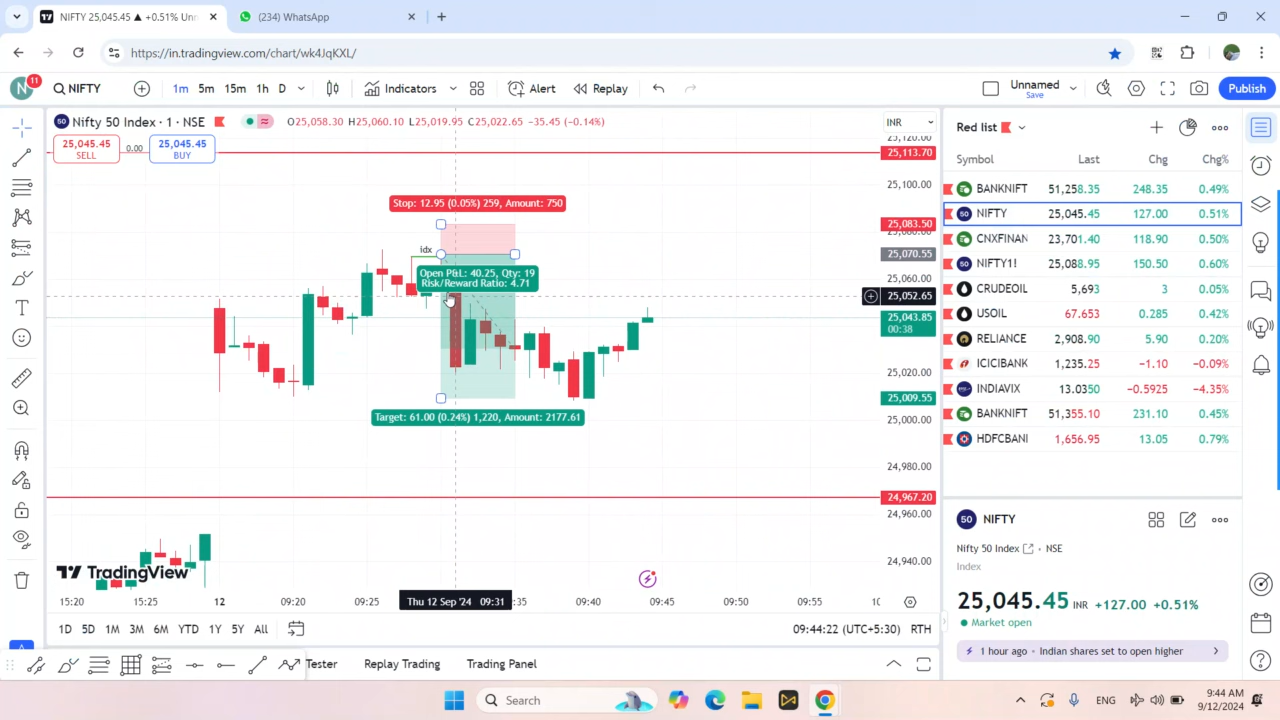 NIFTY 25,045.45 ▲ +0.51% Unn
(234) WhatsApp
https://in.tradingview.com/chart/wk4JqKXL/
N 11
NIFTY
1m 5m 15m 1h D
Indicators
Alert
Replay
Unnamed
Save
Publish
50 Nifty 50 Index · 1 · NSE
O25,058.30 H25,060.10 L25,019.95 C25,022.65 −35.45 (−0.14%)
25,045.45
SELL
0.00
25,045.45
BUY
INR
25,120.00
25,113.70
25,100.00
Stop: 12.95 (0.05%) 259, Amount: 750
25,083.50
idx
25,070.55
Open P&L: 40.25, Qty: 19
Risk/Reward Ratio: 4.71
25,060.00
25,052.65
25,043.85
00:38
25,020.00
25,009.55
Target: 61.00 (0.24%) 1,220, Amount: 2177.61
25,000.00
24,980.00
24,967.20
24,960.00
24,940.00
TradingView
15:20 15:25 12 09:20 09:25 Thu 12 Sep '24 09:31 :35 09:40 09:45 09:50 09:55 10
1D 5D 1M 3M 6M YTD 1Y 5Y All
09:44:22 (UTC+5:30) RTH
Tester
Replay Trading
Trading Panel
Red list
Symbol Last Chg Chg%
BANKNIFT 51,258.35 248.35 0.49%
50 NIFTY 25,045.45 127.00 0.51%
CNXFINAN 23,701.40 118.90 0.50%
50 NIFTY1! 25,088.95 150.50 0.60%
CRUDEOIL 5,693 3 0.05%
USOIL 67.653 0.285 0.42%
RELIANCE 2,908.90 5.90 0.20%
ICICIBANK 1,235.25 −1.10 −0.09%
INDIAVIX 13.0350 −0.5925 −4.35%
BANKNIFT 51,355.10 231.10 0.45%
HDFCBANI 1,656.95 13.05 0.79%
50 NIFTY
Nifty 50 Index · NSE
Index
25,045.45 INR +127.00 +0.51%
Market open
1 hour ago · Indian shares set to open higher
Search
ENG
9:44 AM
9/12/2024